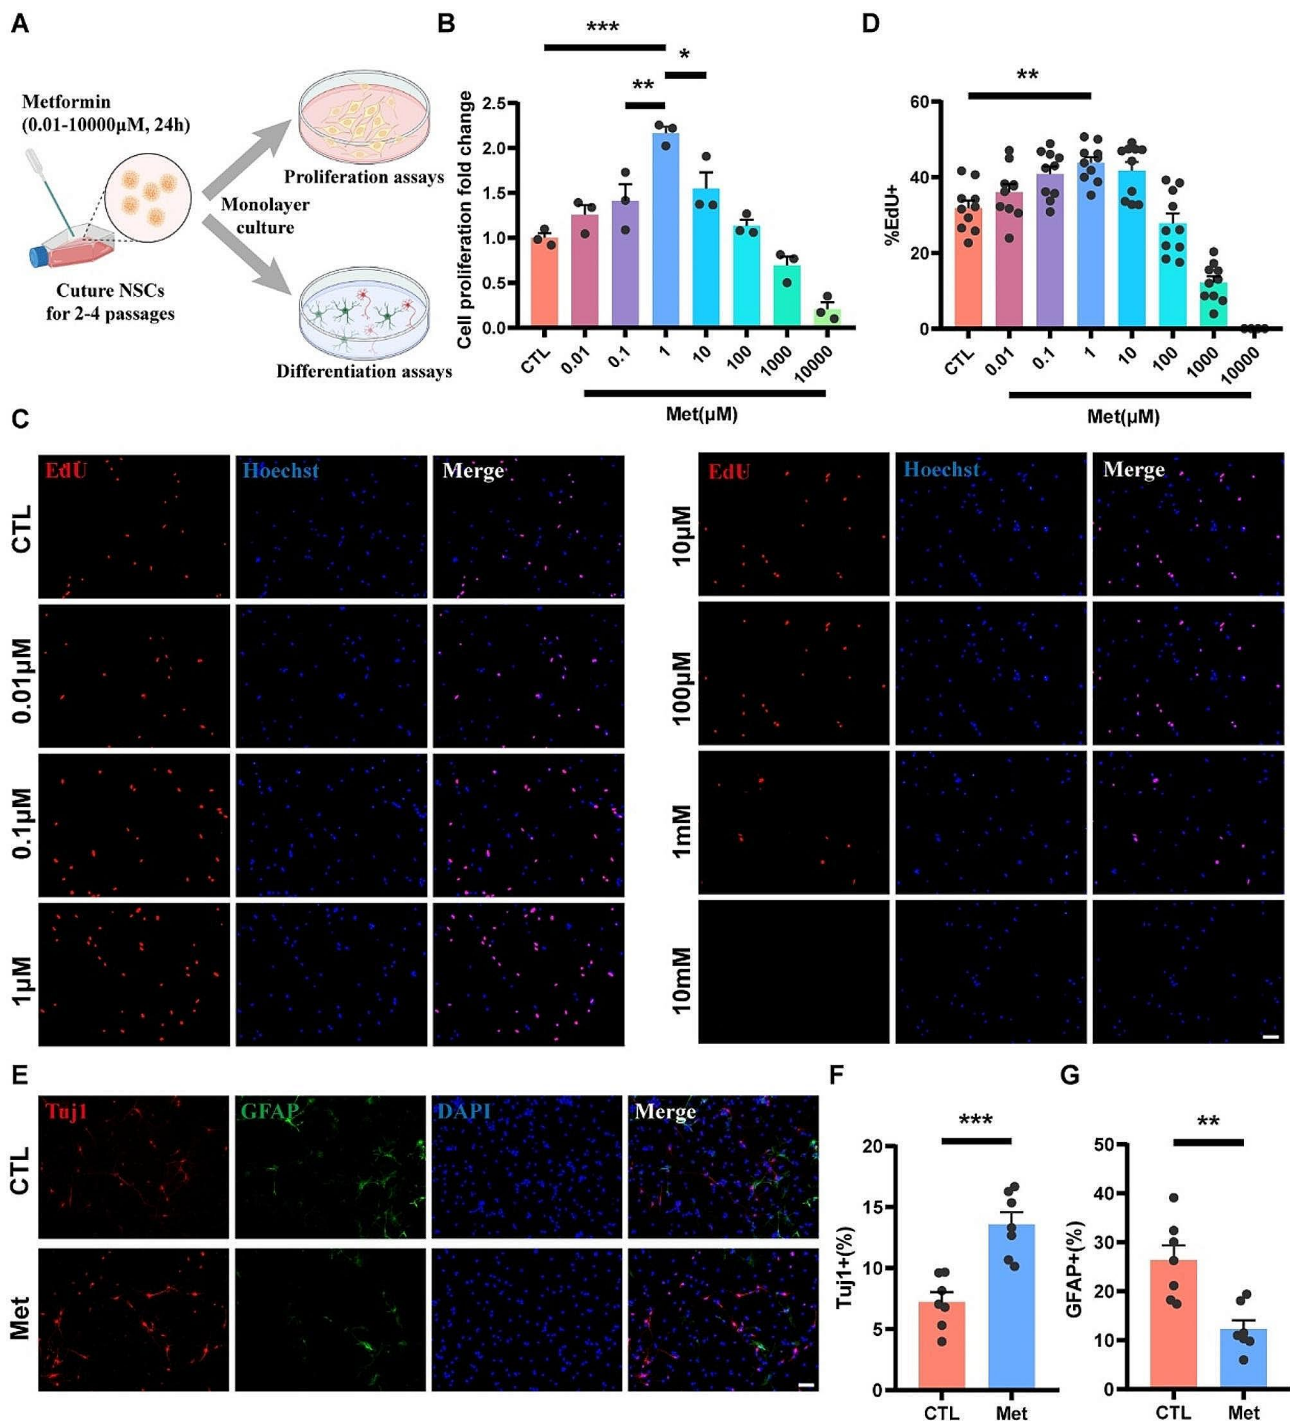 A
Metformin
(0.01-10000μM, 24h)
Cuture NSCs
for 2-4 passages
Monolayer
culture
Proliferation assays
Differentiation assays
B
***
*
**
Cell proliferation fold change
2.5
2.0
1.5
1.0
0.5
0.0
CTL
0.01
0.1
1
10
100
1000
10000
Met(μM)
D
**
%EdU+
60
40
20
0
CTL
0.01
0.1
1
10
100
1000
10000
Met(μM)
C
EdU
Hoechst
Merge
CTL
0.01μM
0.1μM
1μM
EdU
Hoechst
Merge
10μM
100μM
1mM
10mM
E
Tuj1
GFAP
DAPI
Merge
CTL
Met
F
***
Tuj1+(%)
20
15
10
5
0
CTL
Met
G
**
GFAP+(%)
50
40
30
20
10
0
CTL
Met